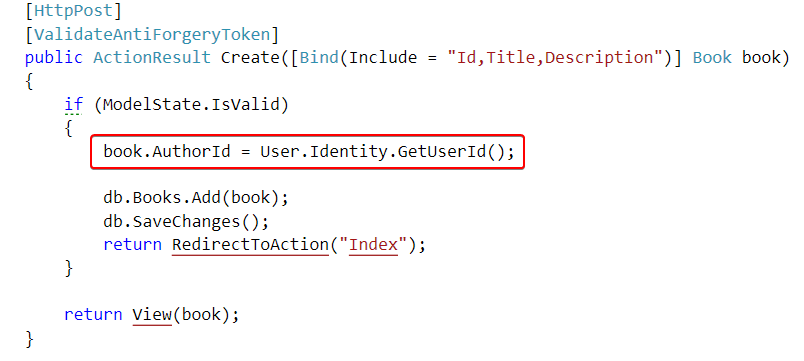 [HttpPost]
[ValidateAntiForgeryToken]
public ActionResult Create([Bind(Include = "Id,Title,Description")] Book book)
{
    if (ModelState.IsValid)
    {
        book.AuthorId = User.Identity.GetUserId();

        db.Books.Add(book);
        db.SaveChanges();
        return RedirectToAction("Index");
    }

    return View(book);
}